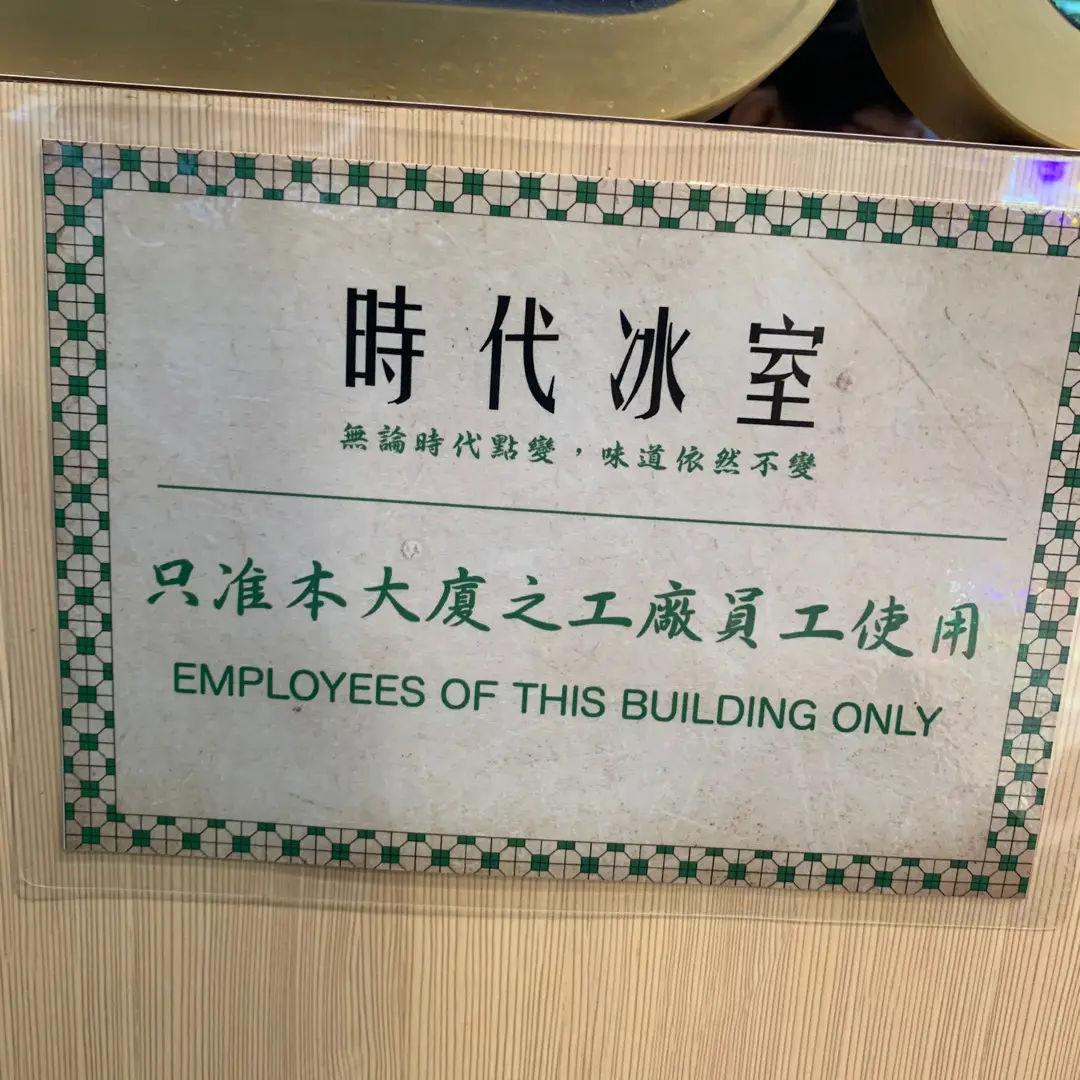 時代冰室
無論時代點變，味道依然不變
只准本大廈之工廠員工使用
EMPLOYEES OF THIS BUILDING ONLY